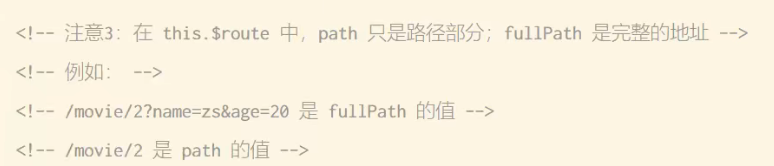 <!-- 注意3：在 this.$route 中，path 只是路径部分；fullPath 是完整的地址 -->
<!-- 例如： -->
<!-- /movie/2?name=zs&age=20 是 fullPath 的值 -->
<!-- /movie/2 是 path 的值 -->